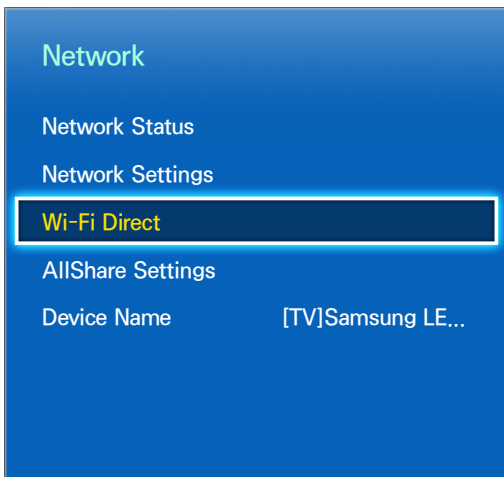 Network
Network Status
Network Settings
Wi-Fi Direct
AllShare Settings
Device Name [TV]Samsung LE...